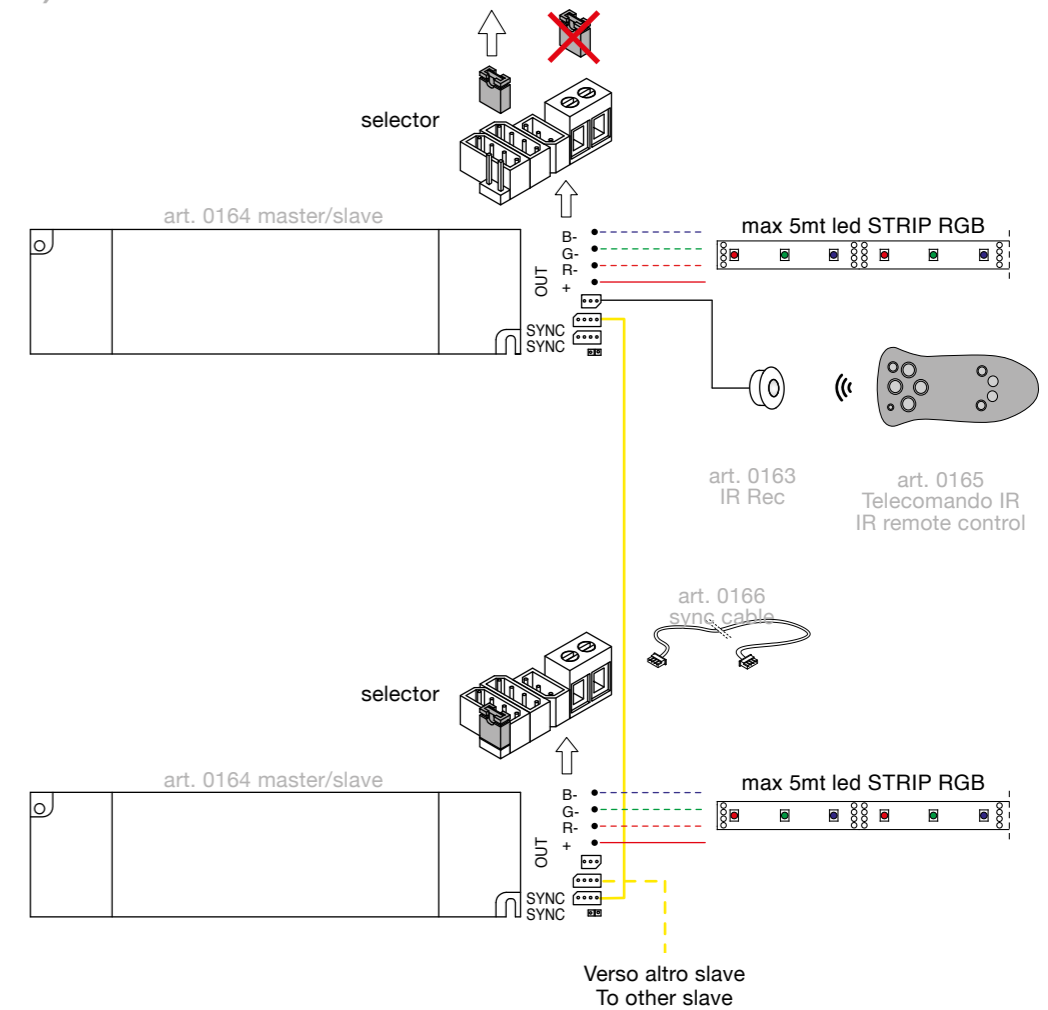 selector
art. 0164 master/slave
max 5mt led STRIP RGB
B-
G-
R-
+
OUT
SYNC
SYNC
art. 0163
IR Rec
art. 0165
Telecomando IR
IR remote control
art. 0166
sync cable
selector
art. 0164 master/slave
max 5mt led STRIP RGB
B-
G-
R-
+
OUT
SYNC
SYNC
Verso altro slave
To other slave